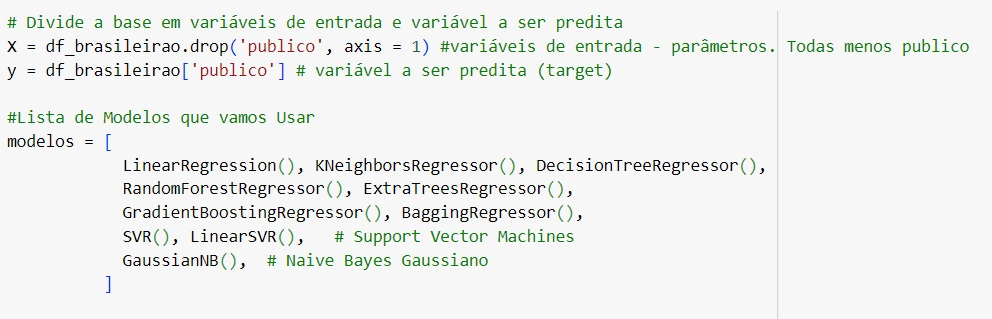 # Divide a base em variáveis de entrada e variável a ser predita
X = df_brasileirao.drop('publico', axis = 1) #variáveis de entrada - parâmetros. Todas menos publico
y = df_brasileirao['publico'] # variável a ser predita (target)
#Lista de Modelos que vamos Usar
modelos = [
LinearRegression(), KNeighborsRegressor(), DecisionTreeRegressor(),
RandomForestRegressor(), ExtraTreesRegressor(),
GradientBoostingRegressor(), BaggingRegressor(),
SVR(), LinearSVR(),   # Support Vector Machines
GaussianNB(),  # Naive Bayes Gaussiano
]